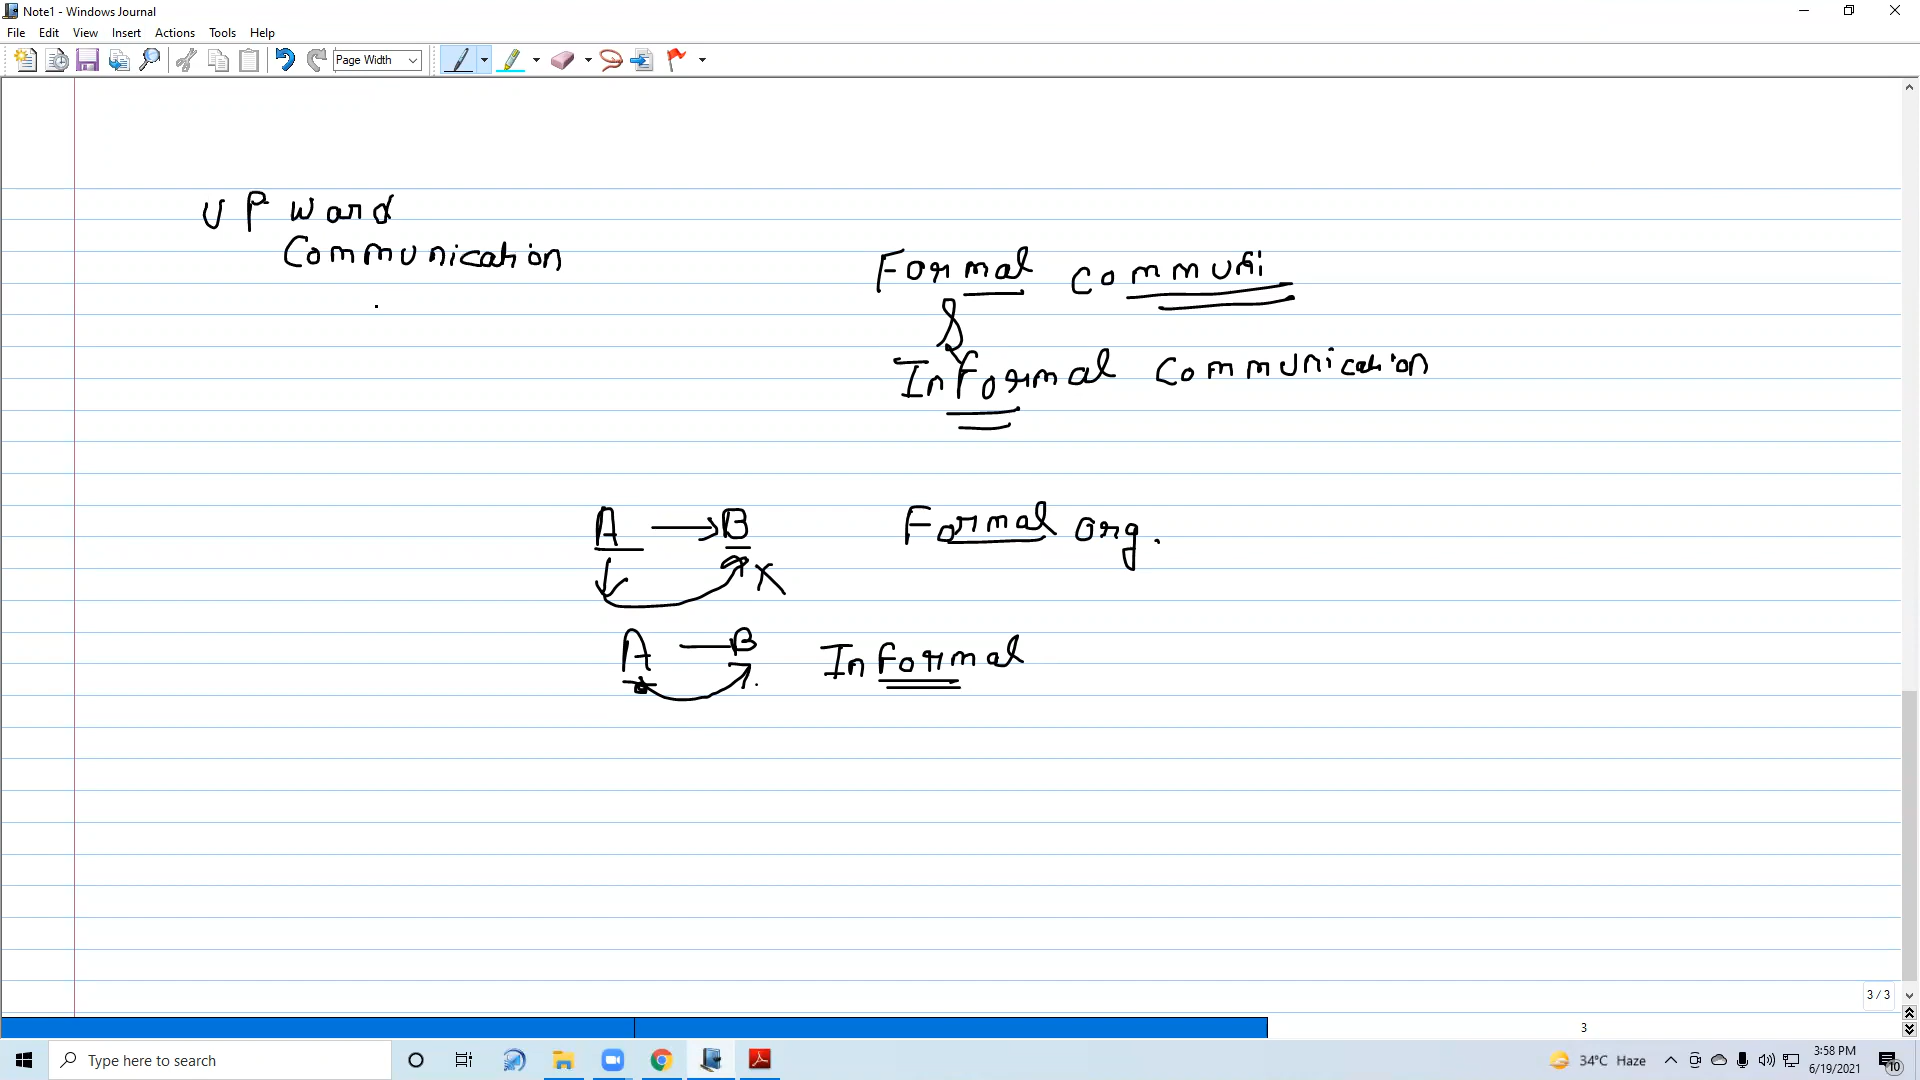 Note1 - Windows Journal
File Edit View Insert Actions Tools Help
Page Width
UP Ward
Communication
Formal Communi
&
Informal Communication
A → B Formal org.
X
A — B Informal
3 / 3
3
Type here to search
34°C Haze
3:58 PM
6/19/2021
10